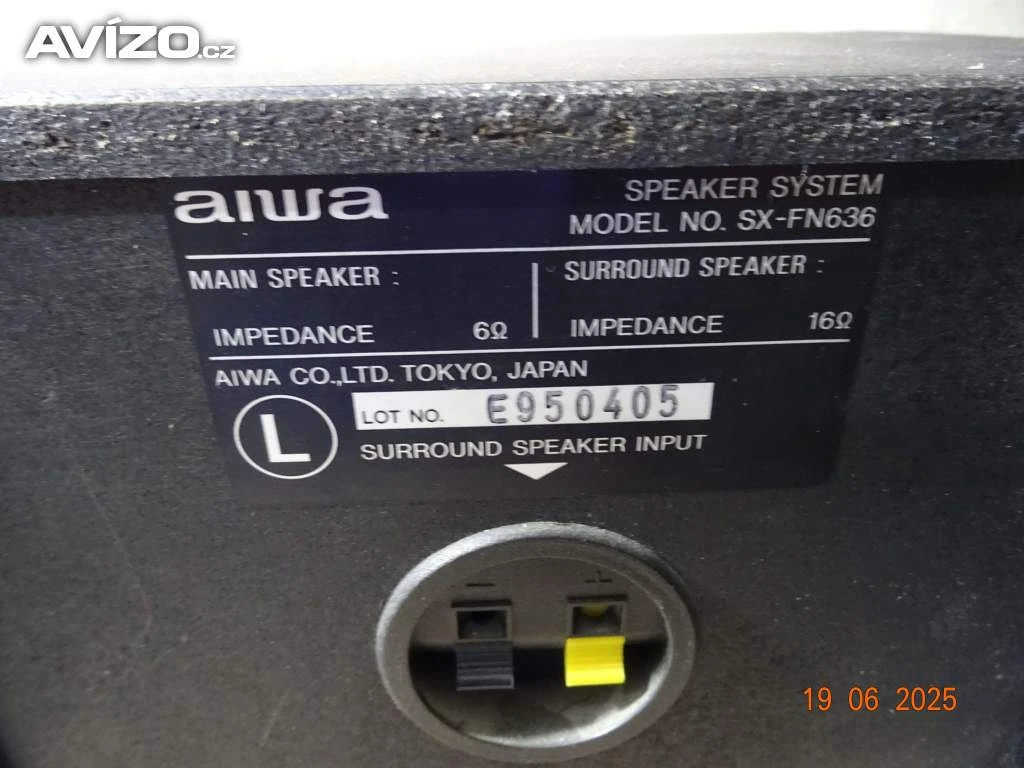 AVÍZO.cz
aiwa
SPEAKER SYSTEM
MODEL NO. SX-FN636
MAIN SPEAKER :
IMPEDANCE 6Ω
SURROUND SPEAKER :
IMPEDANCE 16Ω
AIWA CO.,LTD. TOKYO, JAPAN
L
LOT NO. E950405
SURROUND SPEAKER INPUT
− +
19 06 2025